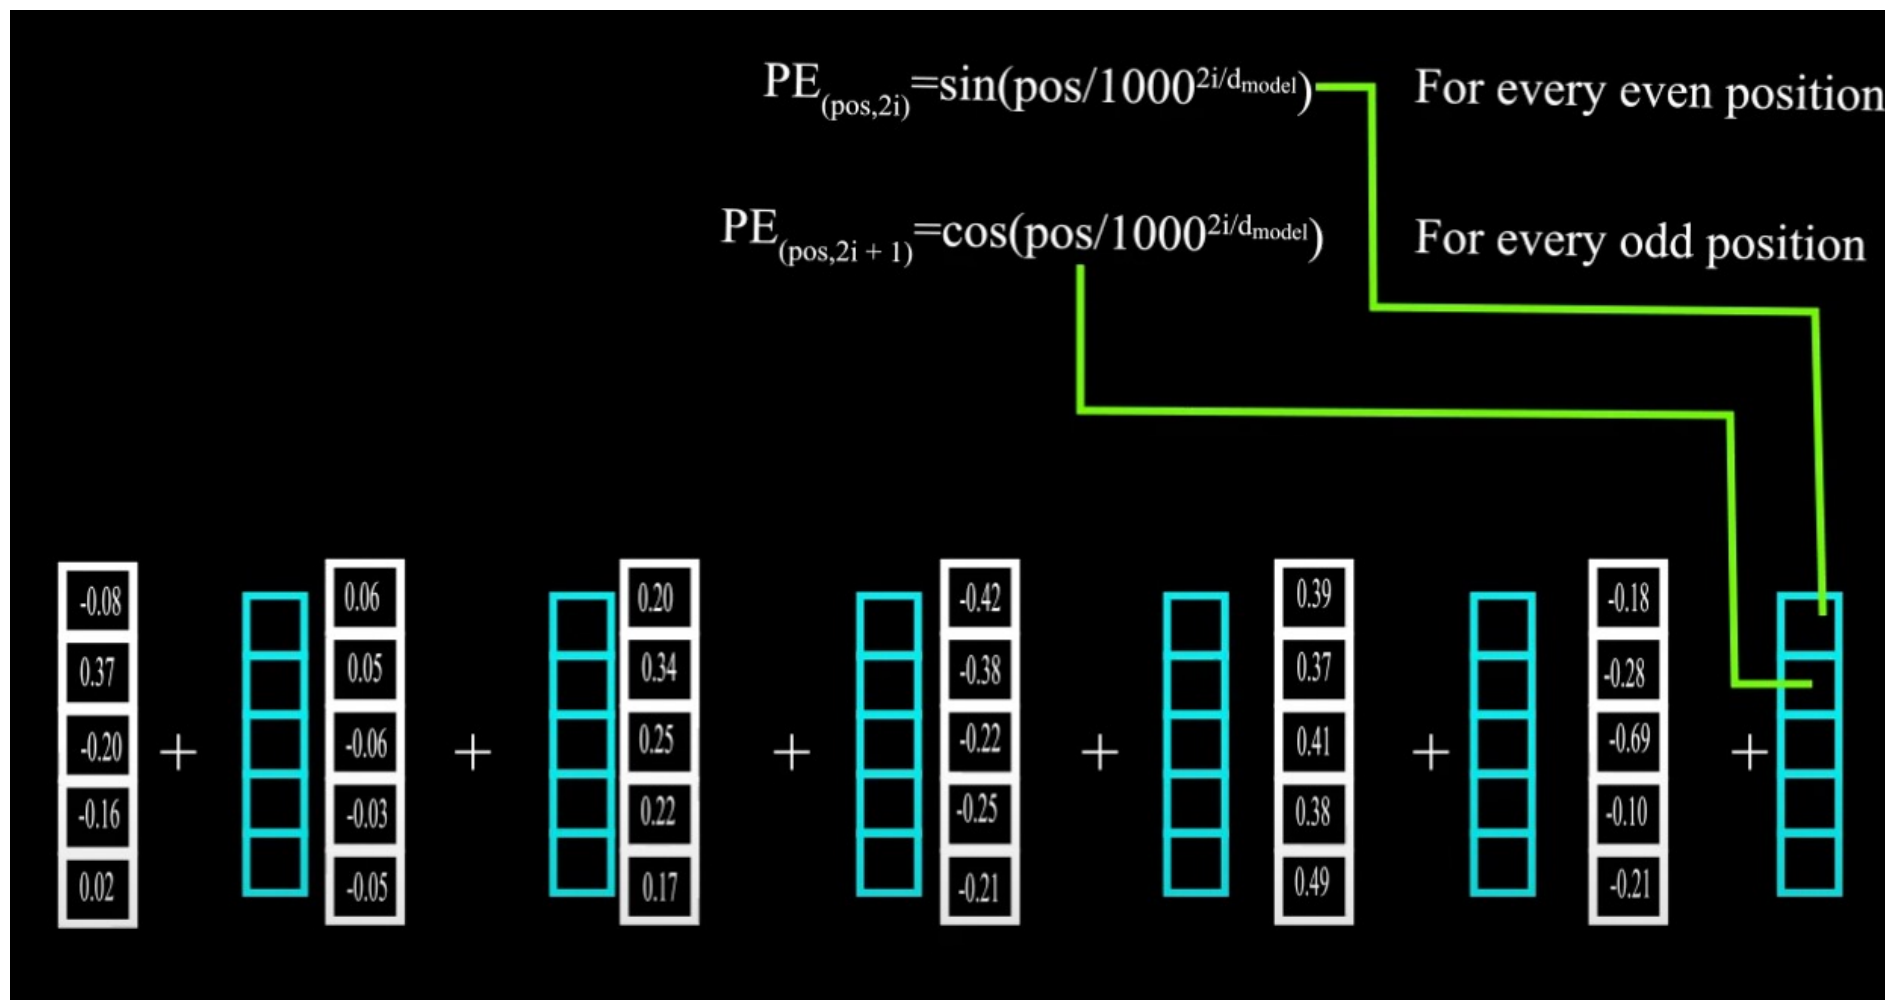 PE(pos,2i)=sin(pos/1000^2i/dmodel) For every even position
PE(pos,2i + 1)=cos(pos/1000^2i/dmodel) For every odd position
-0.08 0.06 0.20 -0.42 0.39 -0.18
0.37 0.05 0.34 -0.38 0.37 -0.28
-0.20 -0.06 0.25 -0.22 0.41 -0.69
+ + + + + +
-0.16 -0.03 0.22 -0.25 0.38 -0.10
0.02 -0.05 0.17 -0.21 0.49 -0.21